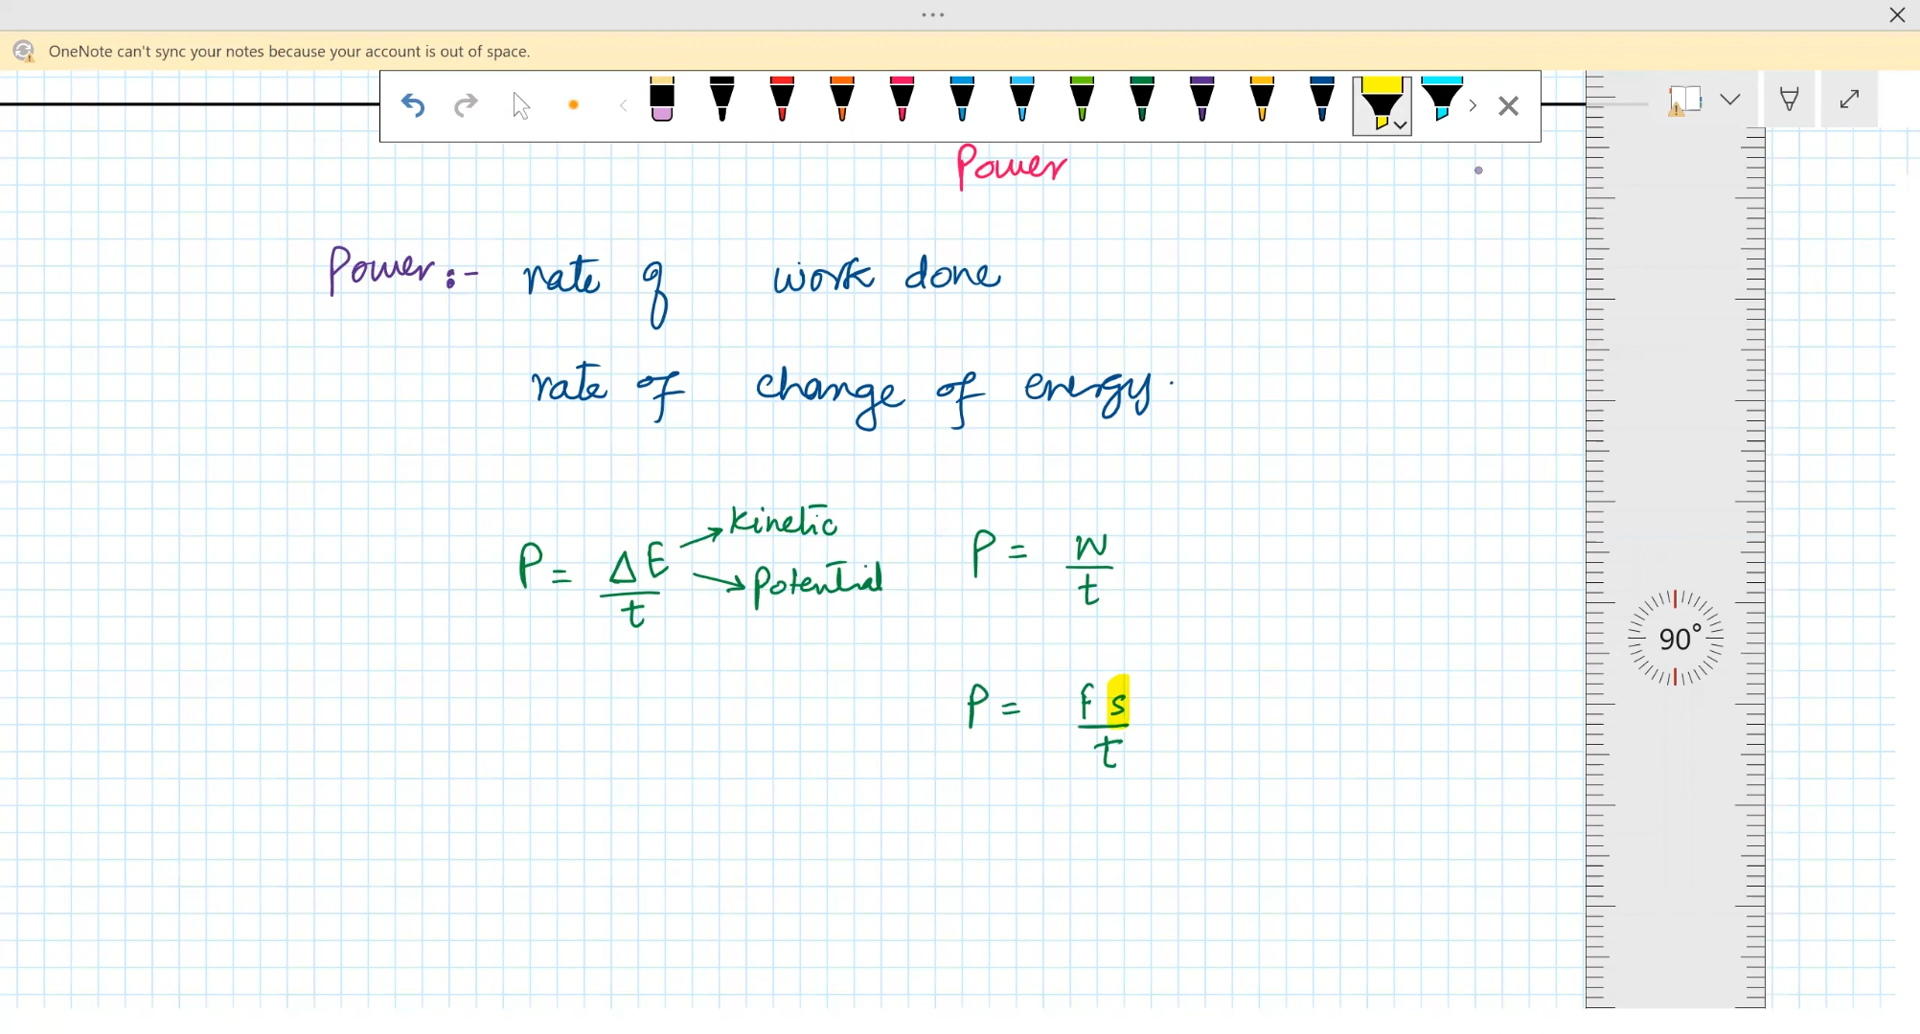 OneNote can't sync your notes because your account is out of space.
Power
Power:- rate of work done
rate of change of energy.
P = ΔE/t → Kinetic
→ Potential
P = W/t
P = f s/t
90°